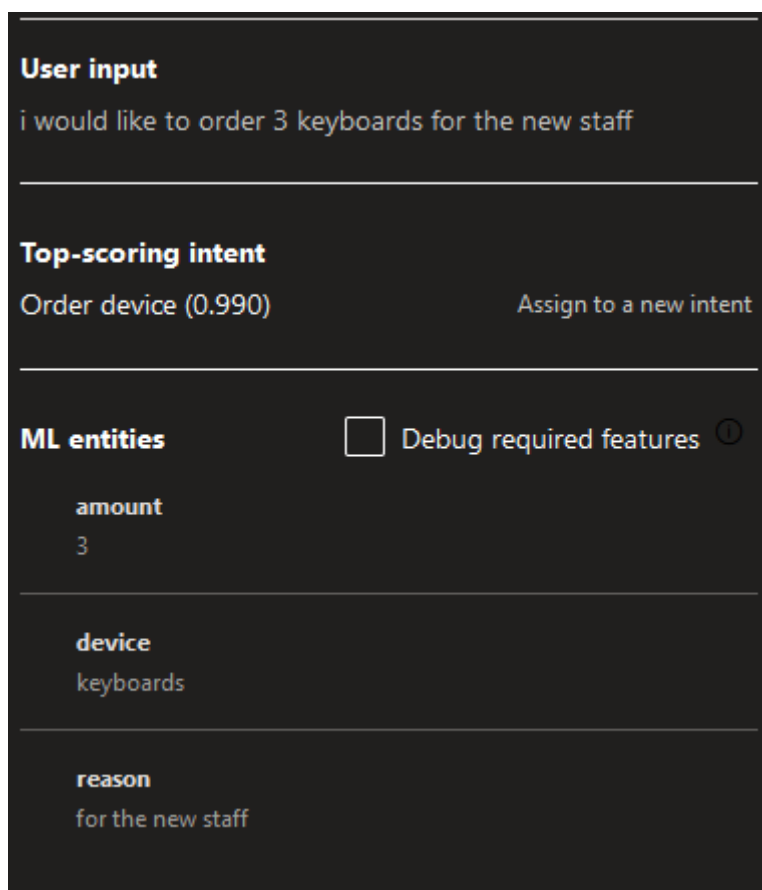 User input
i would like to order 3 keyboards for the new staff
Top-scoring intent
Order device (0.990) Assign to a new intent
ML entities Debug required features
amount
3
device
keyboards
reason
for the new staff